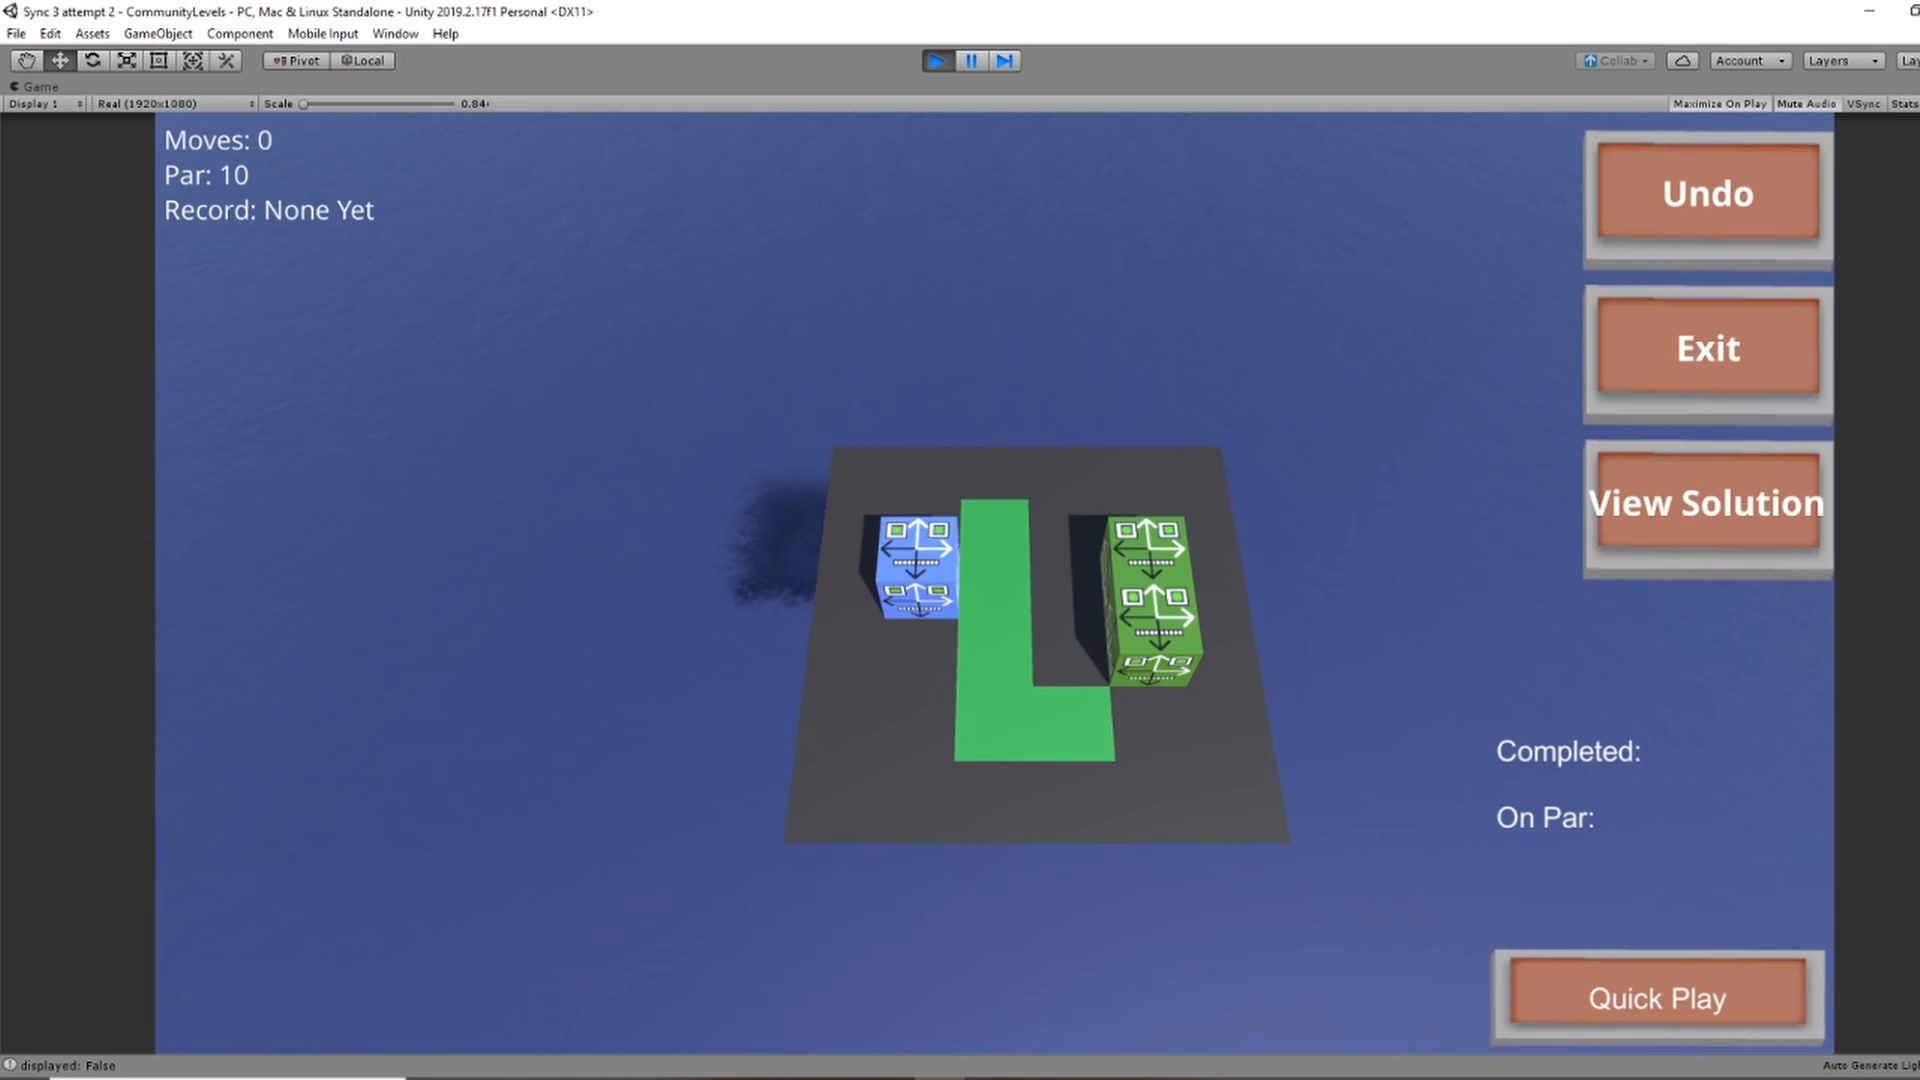 Sync 3 attempt 2 - CommunityLevels - PC, Mac & Linux Standalone - Unity 2019.2.17f1 Personal <DX11>
File Edit Assets GameObject Component Mobile Input Window Help
Pivot Local Collab Account Layers Lay
Game
Display 1 Real (1920x1080) Scale 0.84 Maximize On Play Mute Audio VSync Stats
Moves: 0
Par: 10
Record: None Yet
Undo
Exit
View Solution
Completed:
On Par:
Quick Play
displayed: False
Auto Generate Ligh